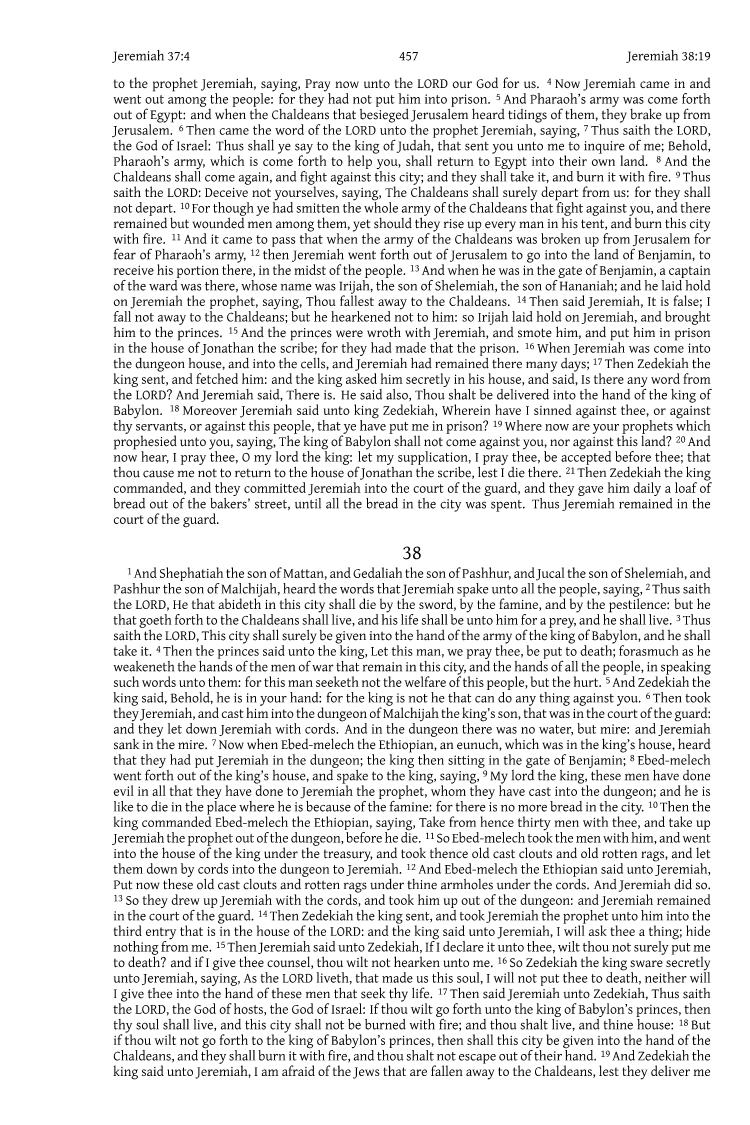 Jeremiah 37:4 457 Jeremiah 38:19
to the prophet Jeremiah, saying, Pray now unto the LORD our God for us. 4 Now Jeremiah came in and
went out among the people: for they had not put him into prison. 5 And Pharaoh’s army was come forth
out of Egypt: and when the Chaldeans that besieged Jerusalem heard tidings of them, they brake up from
Jerusalem. 6 Then came the word of the LORD unto the prophet Jeremiah, saying, 7 Thus saith the LORD,
the God of Israel: Thus shall ye say to the king of Judah, that sent you unto me to inquire of me; Behold,
Pharaoh’s army, which is come forth to help you, shall return to Egypt into their own land. 8 And the
Chaldeans shall come again, and fight against this city; and they shall take it, and burn it with fire. 9 Thus
saith the LORD: Deceive not yourselves, saying, The Chaldeans shall surely depart from us: for they shall
not depart. 10 For though ye had smitten the whole army of the Chaldeans that fight against you, and there
remained but wounded men among them, yet should they rise up every man in his tent, and burn this city
with fire. 11 And it came to pass that when the army of the Chaldeans was broken up from Jerusalem for
fear of Pharaoh’s army, 12 then Jeremiah went forth out of Jerusalem to go into the land of Benjamin, to
receive his portion there, in the midst of the people. 13 And when he was in the gate of Benjamin, a captain
of the ward was there, whose name was Irijah, the son of Shelemiah, the son of Hananiah; and he laid hold
on Jeremiah the prophet, saying, Thou fallest away to the Chaldeans. 14 Then said Jeremiah, It is false; I
fall not away to the Chaldeans; but he hearkened not to him: so Irijah laid hold on Jeremiah, and brought
him to the princes. 15 And the princes were wroth with Jeremiah, and smote him, and put him in prison
in the house of Jonathan the scribe; for they had made that the prison. 16 When Jeremiah was come into
the dungeon house, and into the cells, and Jeremiah had remained there many days; 17 Then Zedekiah the
king sent, and fetched him: and the king asked him secretly in his house, and said, Is there any word from
the LORD? And Jeremiah said, There is. He said also, Thou shalt be delivered into the hand of the king of
Babylon. 18 Moreover Jeremiah said unto king Zedekiah, Wherein have I sinned against thee, or against
thy servants, or against this people, that ye have put me in prison? 19 Where now are your prophets which
prophesied unto you, saying, The king of Babylon shall not come against you, nor against this land? 20 And
now hear, I pray thee, O my lord the king: let my supplication, I pray thee, be accepted before thee; that
thou cause me not to return to the house of Jonathan the scribe, lest I die there. 21 Then Zedekiah the king
commanded, and they committed Jeremiah into the court of the guard, and they gave him daily a loaf of
bread out of the bakers’ street, until all the bread in the city was spent. Thus Jeremiah remained in the
court of the guard.
38
1 And Shephatiah the son of Mattan, and Gedaliah the son of Pashhur, and Jucal the son of Shelemiah, and
Pashhur the son of Malchijah, heard the words that Jeremiah spake unto all the people, saying, 2 Thus saith
the LORD, He that abideth in this city shall die by the sword, by the famine, and by the pestilence: but he
that goeth forth to the Chaldeans shall live, and his life shall be unto him for a prey, and he shall live. 3 Thus
saith the LORD, This city shall surely be given into the hand of the army of the king of Babylon, and he shall
take it. 4 Then the princes said unto the king, Let this man, we pray thee, be put to death; forasmuch as he
weakeneth the hands of the men of war that remain in this city, and the hands of all the people, in speaking
such words unto them: for this man seeketh not the welfare of this people, but the hurt. 5 And Zedekiah the
king said, Behold, he is in your hand: for the king is not he that can do any thing against you. 6 Then took
they Jeremiah, and cast him into the dungeon of Malchijah the king’s son, that was in the court of the guard:
and they let down Jeremiah with cords. And in the dungeon there was no water, but mire: and Jeremiah
sank in the mire. 7 Now when Ebed-melech the Ethiopian, an eunuch, which was in the king’s house, heard
that they had put Jeremiah in the dungeon; the king then sitting in the gate of Benjamin; 8 Ebed-melech
went forth out of the king’s house, and spake to the king, saying, 9 My lord the king, these men have done
evil in all that they have done to Jeremiah the prophet, whom they have cast into the dungeon; and he is
like to die in the place where he is because of the famine: for there is no more bread in the city. 10 Then the
king commanded Ebed-melech the Ethiopian, saying, Take from hence thirty men with thee, and take up
Jeremiah the prophet out of the dungeon, before he die. 11 So Ebed-melech took the men with him, and went
into the house of the king under the treasury, and took thence old cast clouts and old rotten rags, and let
them down by cords into the dungeon to Jeremiah. 12 And Ebed-melech the Ethiopian said unto Jeremiah,
Put now these old cast clouts and rotten rags under thine armholes under the cords. And Jeremiah did so.
13 So they drew up Jeremiah with the cords, and took him up out of the dungeon: and Jeremiah remained
in the court of the guard. 14 Then Zedekiah the king sent, and took Jeremiah the prophet unto him into the
third entry that is in the house of the LORD: and the king said unto Jeremiah, I will ask thee a thing; hide
nothing from me. 15 Then Jeremiah said unto Zedekiah, If I declare it unto thee, wilt thou not surely put me
to death? and if I give thee counsel, thou wilt not hearken unto me. 16 So Zedekiah the king sware secretly
unto Jeremiah, saying, As the LORD liveth, that made us this soul, I will not put thee to death, neither will
I give thee into the hand of these men that seek thy life. 17 Then said Jeremiah unto Zedekiah, Thus saith
the LORD, the God of hosts, the God of Israel: If thou wilt go forth unto the king of Babylon’s princes, then
thy soul shall live, and this city shall not be burned with fire; and thou shalt live, and thine house: 18 But
if thou wilt not go forth to the king of Babylon’s princes, then shall this city be given into the hand of the
Chaldeans, and they shall burn it with fire, and thou shalt not escape out of their hand. 19 And Zedekiah the
king said unto Jeremiah, I am afraid of the Jews that are fallen away to the Chaldeans, lest they deliver me